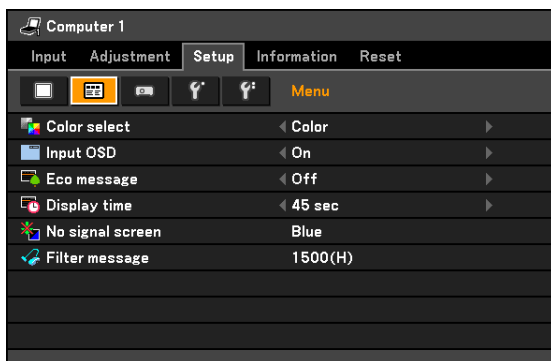 Computer 1
Input Adjustment Setup Information Reset
Menu
Color select Color
Input OSD On
Eco message Off
Display time 45 sec
No signal screen Blue
Filter message 1500(H)